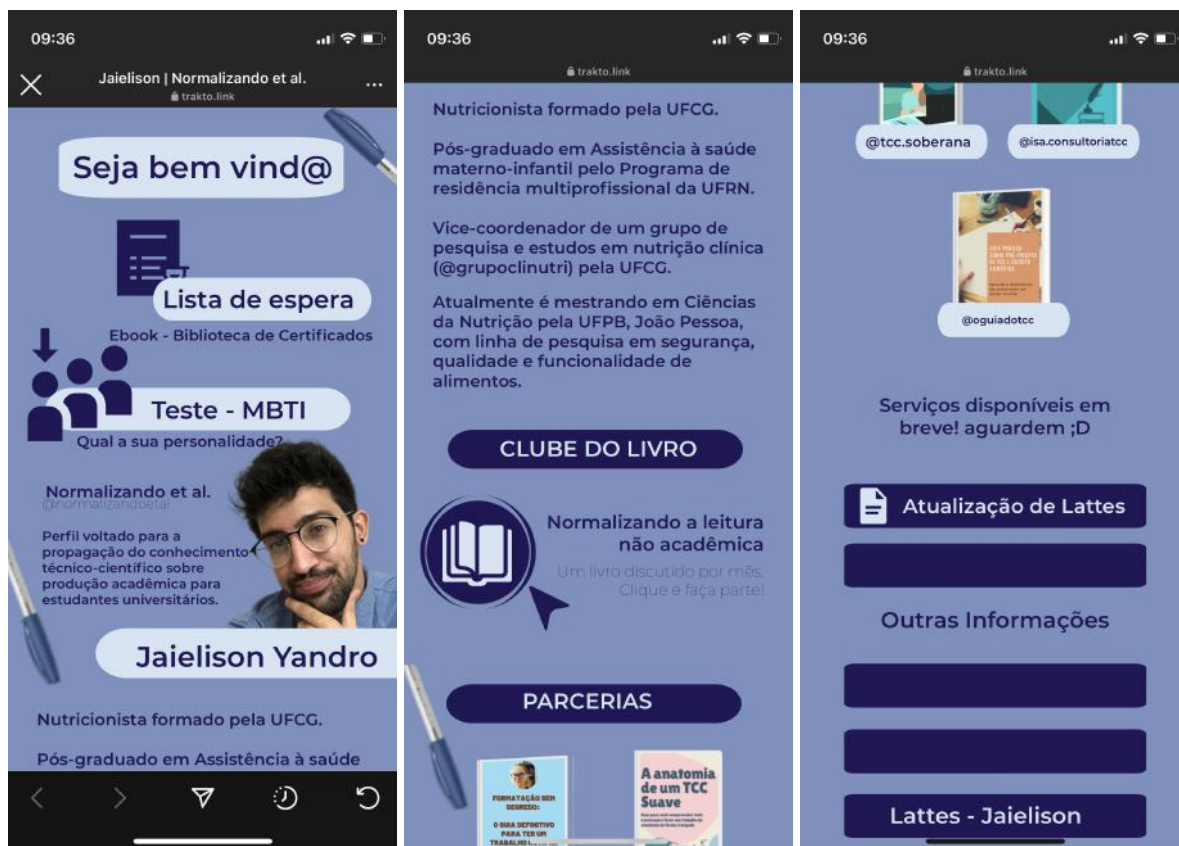 09:36
Jaielison | Normalizando et al.
trakto.link
Seja bem vind@
Lista de espera
Ebook - Biblioteca de Certificados
Teste - MBTI
Qual a sua personalidade?
Normalizando et al.
@normalizandoetal
Perfil voltado para a
propagação do conhecimento
técnico-científico sobre
produção acadêmica para
estudantes universitários.
Jaielison Yandro
Nutricionista formado pela UFCG.
Pós-graduado em Assistência à saúde
09:36
trakto.link
Nutricionista formado pela UFCG.
Pós-graduado em Assistência à saúde
materno-infantil pelo Programa de
residência multiprofissional da UFRN.
Vice-coordenador de um grupo de
pesquisa e estudos em nutrição clínica
(@grupoclinutri) pela UFCG.
Atualmente é mestrando em Ciências
da Nutrição pela UFPB, João Pessoa,
com linha de pesquisa em segurança,
qualidade e funcionalidade de
alimentos.
CLUBE DO LIVRO
Normalizando a leitura
não acadêmica
Um livro discutido por mês.
Clique e faça parte!
PARCERIAS
FORMATAÇÃO SEM
SEGREDO:
O GUIA DEFINITIVO
PARA TER UM
A anatomia
de um TCC
Suave
09:36
trakto.link
@tcc.soberana
@isa.consultoriatcc
@oguiadotcc
Serviços disponíveis em
breve! aguardem ;D
Atualização de Lattes
Outras Informações
Lattes - Jaielison